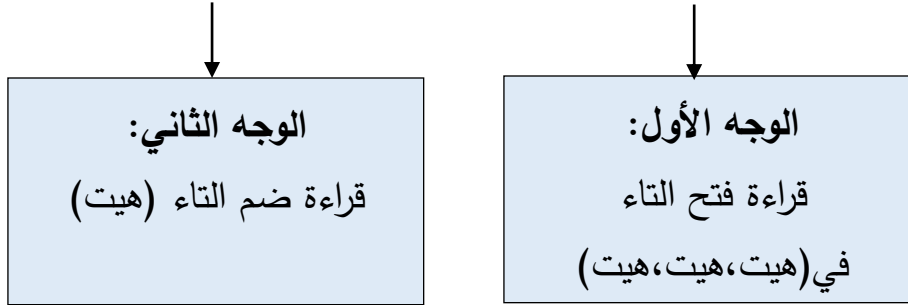 الوجه الأول:
قراءة فتح التاء
في(هيت،هيت،هيت)
الوجه الثاني:
قراءة ضم التاء (هيت)